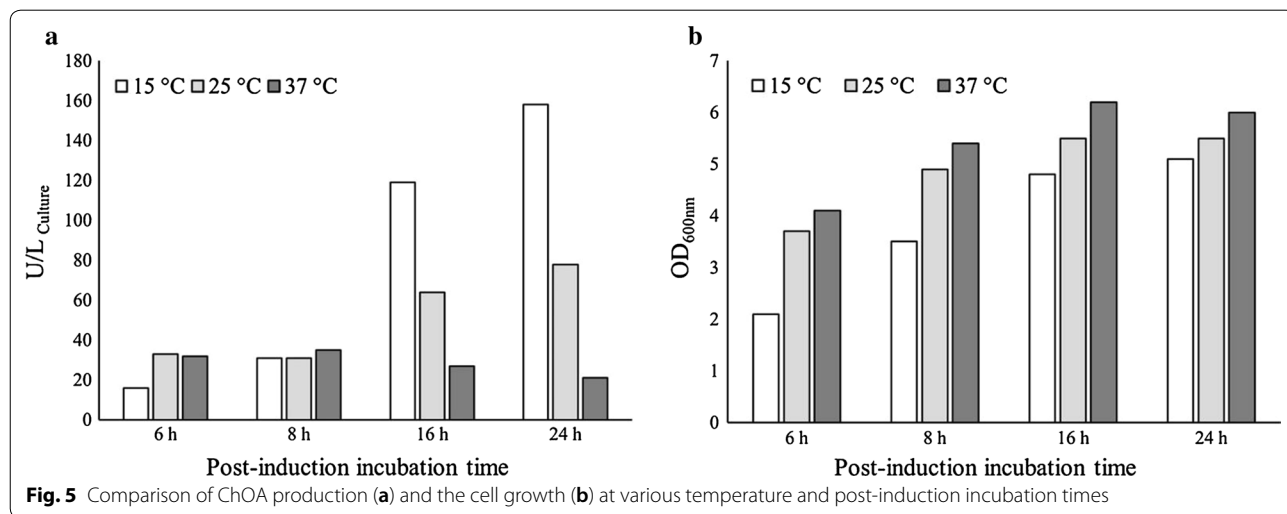 a
180
160
140
120
100
80
60
40
20
0
15 °C 25 °C 37 °C
U/L Culture
6 h 8 h 16 h 24 h
Post-induction incubation time
b
7
6
5
4
3
2
1
0
15 °C 25 °C 37 °C
OD600nm
6 h 8 h 16 h 24 h
Post-induction incubation time
Fig. 5 Comparison of ChOA production (a) and the cell growth (b) at various temperature and post-induction incubation times